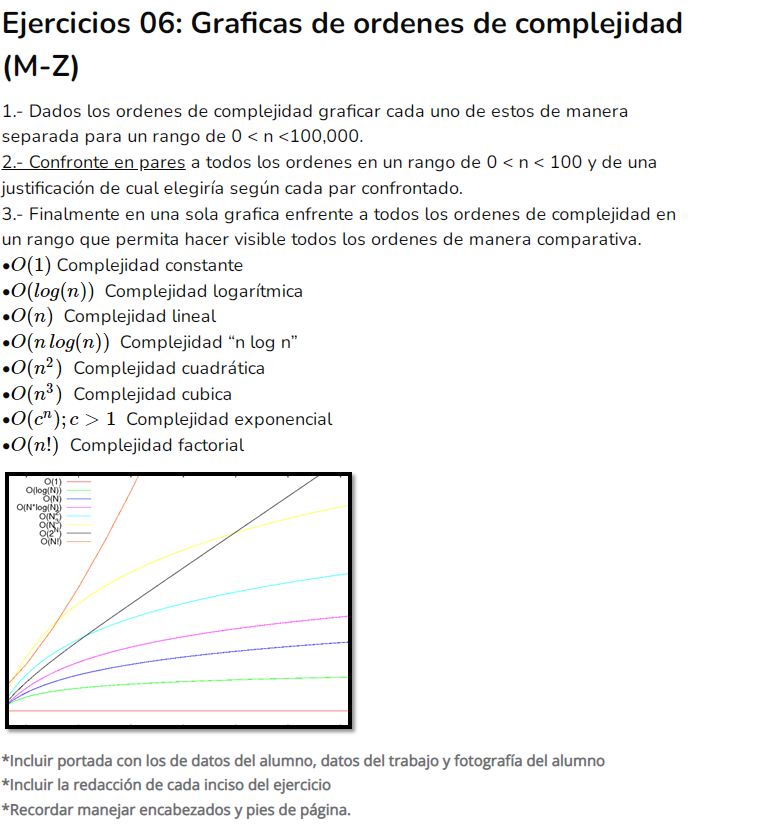 Ejercicios 06: Graficas de ordenes de complejidad
(M-Z)
1.- Dados los ordenes de complejidad graficar cada uno de estos de manera
separada para un rango de 0 < n <100,000.
2.- Confronte en pares a todos los ordenes en un rango de 0 < n < 100 y de una
justificación de cual elegiría según cada par confrontado.
3.- Finalmente en una sola grafica enfrente a todos los ordenes de complejidad en
un rango que permita hacer visible todos los ordenes de manera comparativa.
•O(1) Complejidad constante
•O(log(n)) Complejidad logarítmica
•O(n) Complejidad lineal
•O(n log(n)) Complejidad “n log n”
•O(n²) Complejidad cuadrática
•O(n³) Complejidad cubica
•O(cⁿ); c > 1 Complejidad exponencial
•O(n!) Complejidad factorial
O(1)
O(log(N))
O(N)
O(N*log(N))
O(N²)
O(N³)
O(2ᴺ)
O(N!)
*Incluir portada con los de datos del alumno, datos del trabajo y fotografía del alumno
*Incluir la redacción de cada inciso del ejercicio
*Recordar manejar encabezados y pies de página.